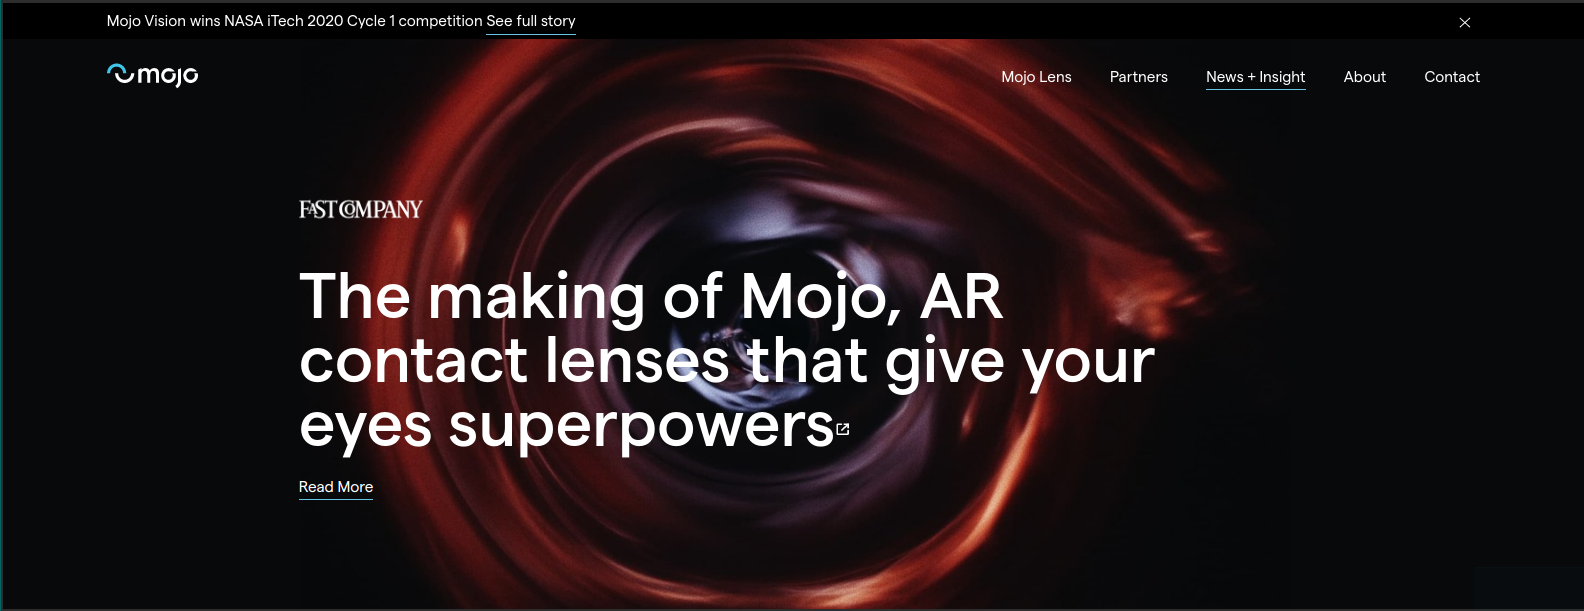 Mojo Vision wins NASA iTech 2020 Cycle 1 competition See full story
mojo
Mojo Lens Partners News + Insight About Contact
FAST COMPANY
The making of Mojo, AR
contact lenses that give your
eyes superpowers
Read More